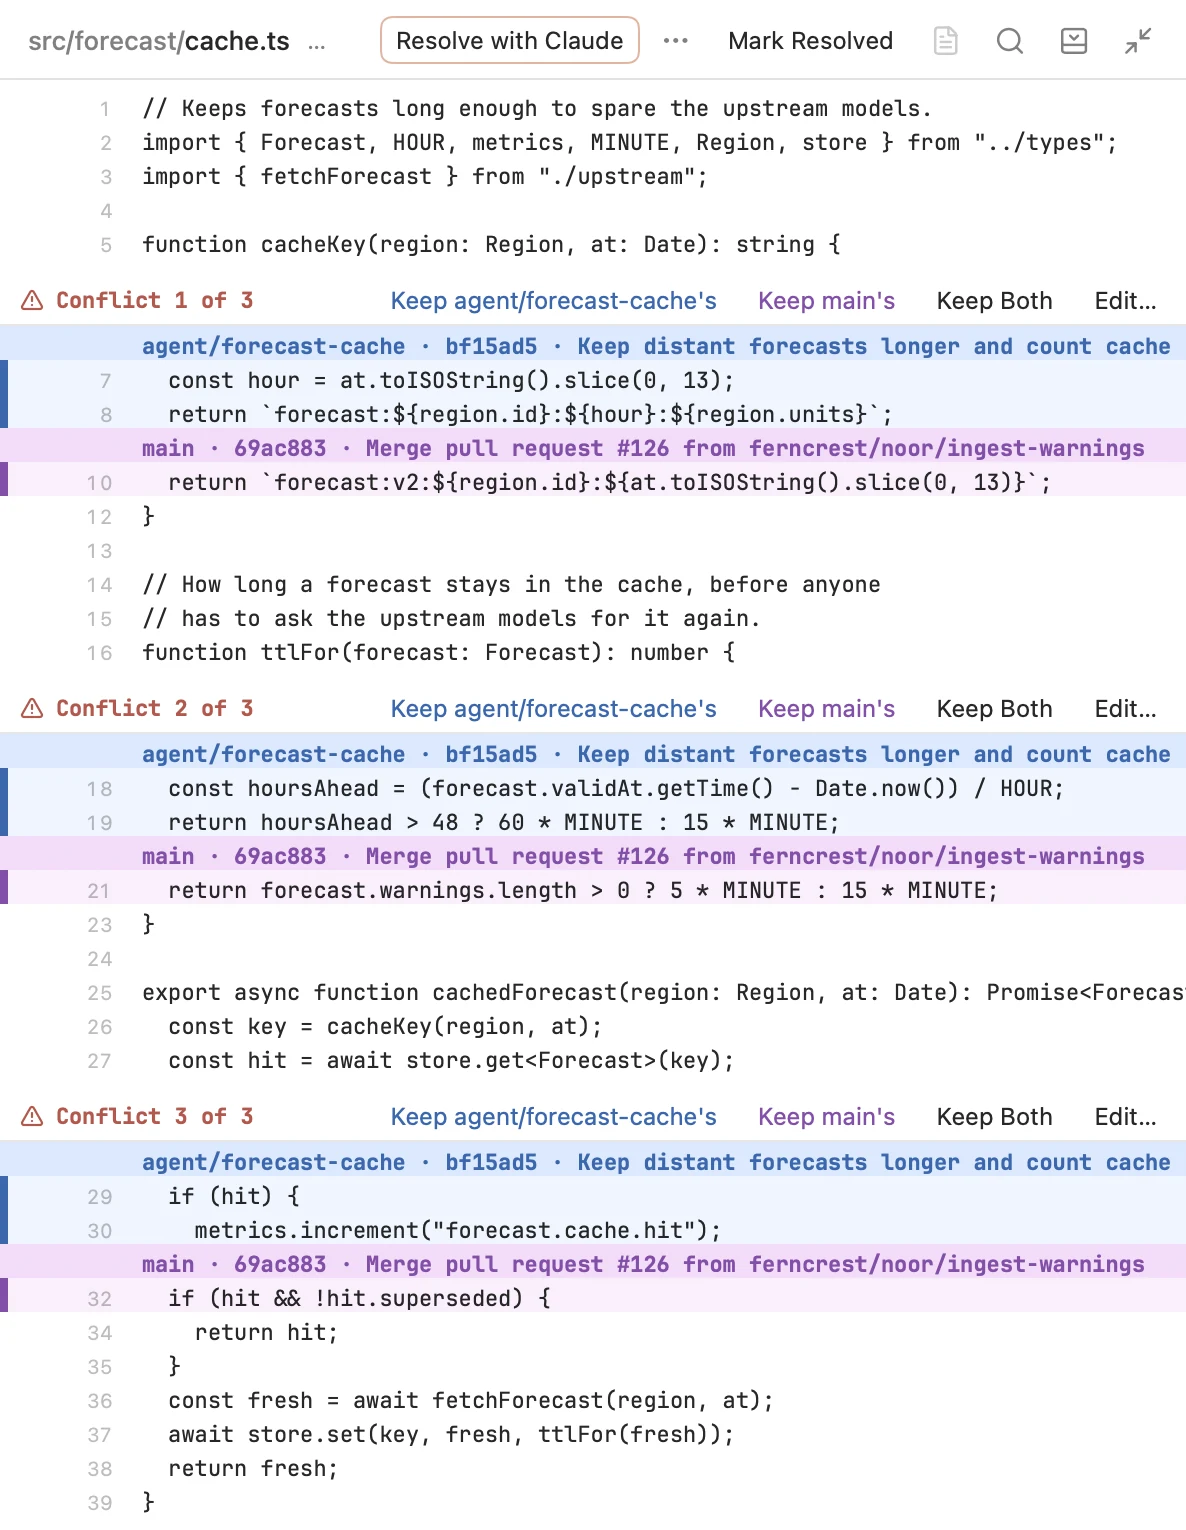 src/forecast/cache.ts ... Resolve with Claude ··· Mark Resolved
1 // Keeps forecasts long enough to spare the upstream models.
2 import { Forecast, HOUR, metrics, MINUTE, Region, store } from "../types";
3 import { fetchForecast } from "./upstream";
4
5 function cacheKey(region: Region, at: Date): string {
Conflict 1 of 3 Keep agent/forecast-cache's Keep main's Keep Both Edit...
agent/forecast-cache · bf15ad5 · Keep distant forecasts longer and count cache
7 const hour = at.toISOString().slice(0, 13);
8 return `forecast:${region.id}:${hour}:${region.units}`;
main · 69ac883 · Merge pull request #126 from ferncrest/noor/ingest-warnings
10 return `forecast:v2:${region.id}:${at.toISOString().slice(0, 13)}`;
12 }
13
14 // How long a forecast stays in the cache, before anyone
15 // has to ask the upstream models for it again.
16 function ttlFor(forecast: Forecast): number {
Conflict 2 of 3 Keep agent/forecast-cache's Keep main's Keep Both Edit...
agent/forecast-cache · bf15ad5 · Keep distant forecasts longer and count cache
18 const hoursAhead = (forecast.validAt.getTime() - Date.now()) / HOUR;
19 return hoursAhead > 48 ? 60 * MINUTE : 15 * MINUTE;
main · 69ac883 · Merge pull request #126 from ferncrest/noor/ingest-warnings
21 return forecast.warnings.length > 0 ? 5 * MINUTE : 15 * MINUTE;
23 }
24
25 export async function cachedForecast(region: Region, at: Date): Promise<Forecas
26 const key = cacheKey(region, at);
27 const hit = await store.get<Forecast>(key);
Conflict 3 of 3 Keep agent/forecast-cache's Keep main's Keep Both Edit...
agent/forecast-cache · bf15ad5 · Keep distant forecasts longer and count cache
29 if (hit) {
30 metrics.increment("forecast.cache.hit");
main · 69ac883 · Merge pull request #126 from ferncrest/noor/ingest-warnings
32 if (hit && !hit.superseded) {
34 return hit;
35 }
36 const fresh = await fetchForecast(region, at);
37 await store.set(key, fresh, ttlFor(fresh));
38 return fresh;
39 }